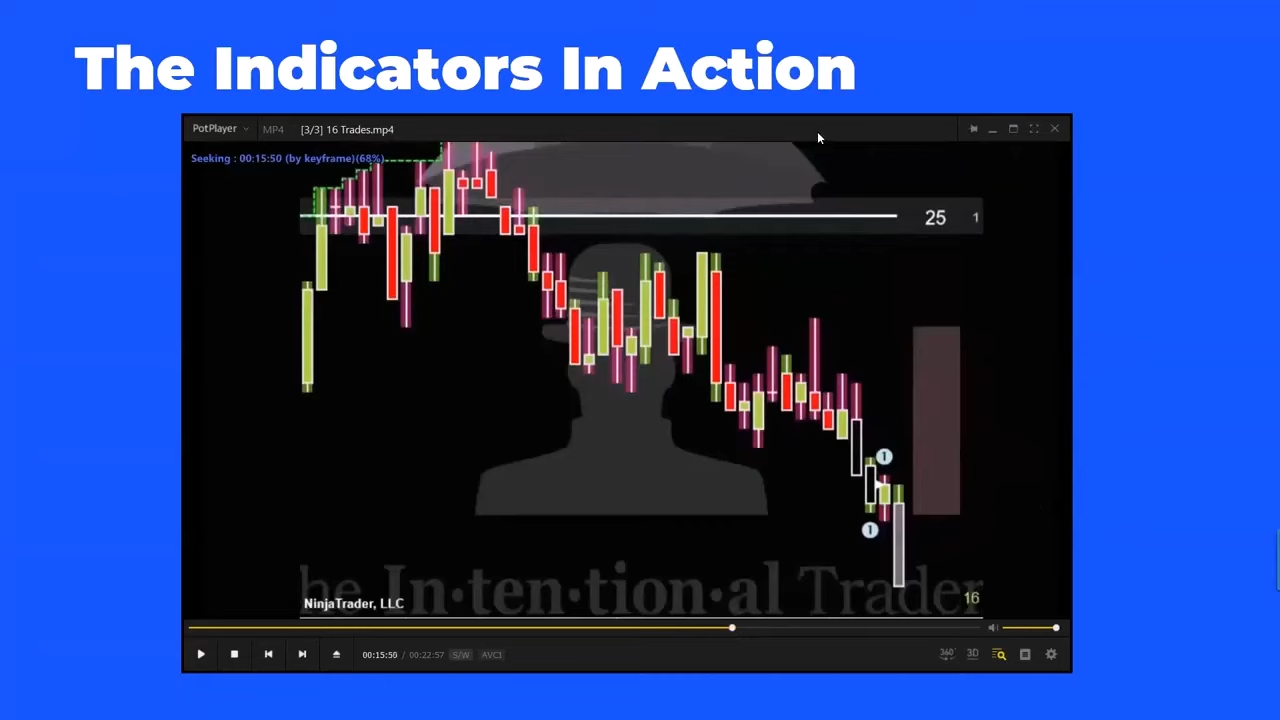 The Indicators In Action
PotPlayer MP4 [3/3] 16 Trades.mp4
Seeking : 00:15:50 (by keyframe)(68%)
25 1
1
1
he In·ten·tion·al Trader
NinjaTrader, LLC
16
00:15:56 / 00:22:57 S/W AVC1
360° 3D